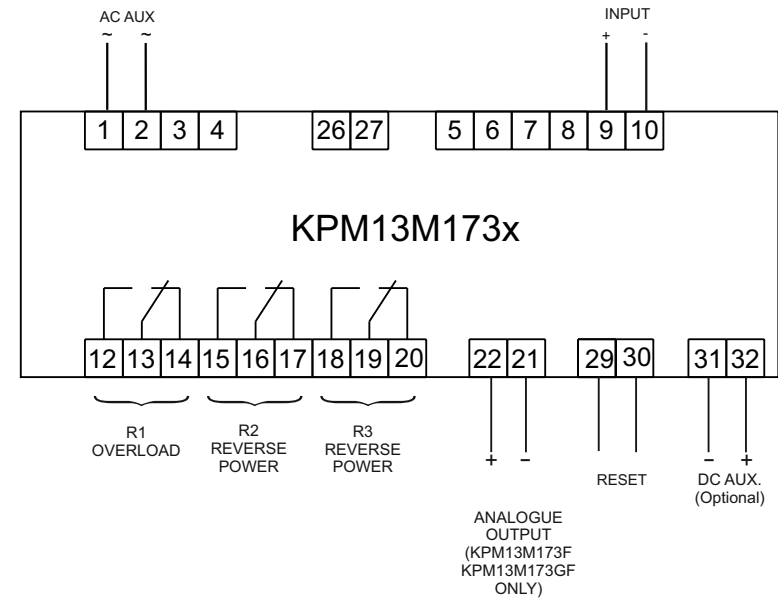 AC AUX
INPUT
~ ~
+ -
1 2 3 4 26 27 5 6 7 8 9 10
KPM13M173x
12 13 14 15 16 17 18 19 20 22 21 29 30 31 32
R1
OVERLOAD
R2
REVERSE
POWER
R3
REVERSE
POWER
+ −
ANALOGUE
OUTPUT
(KPM13M173F
KPM13M173GF
ONLY)
RESET
− +
DC AUX.
(Optional)